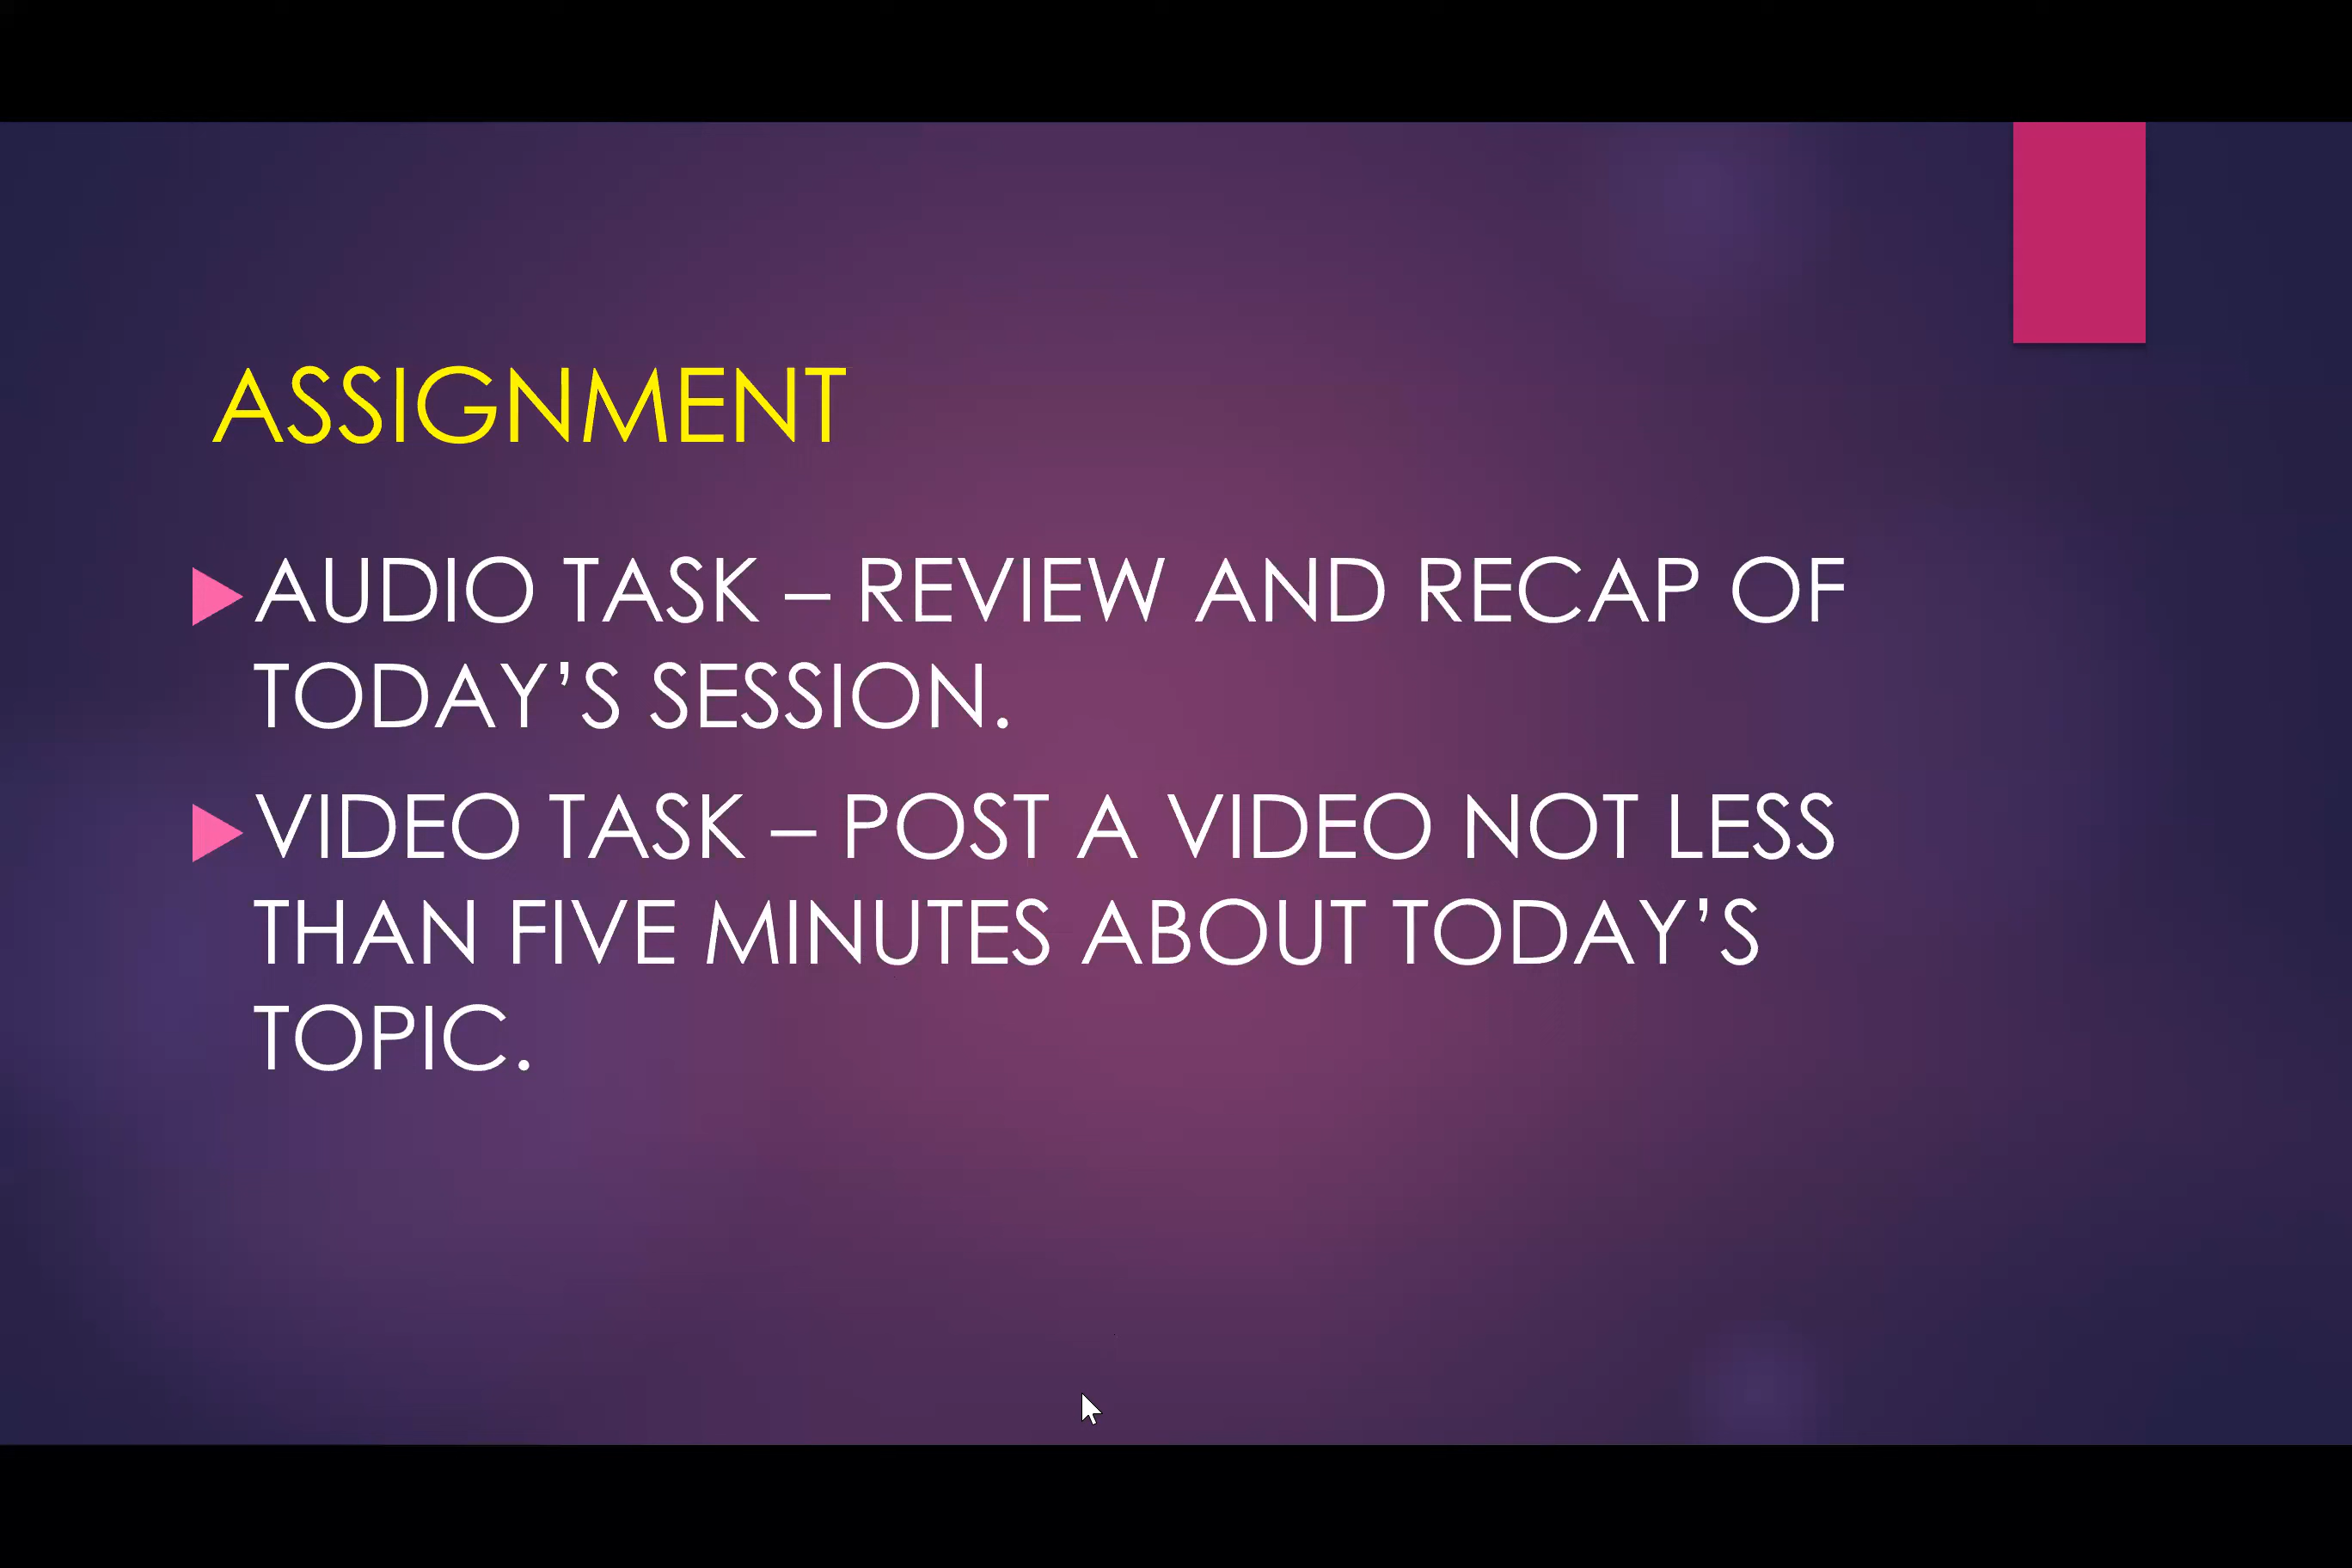 ASSIGNMENT
AUDIO TASK – REVIEW AND RECAP OF
TODAY’S SESSION.
VIDEO TASK – POST A VIDEO NOT LESS
THAN FIVE MINUTES ABOUT TODAY’S
TOPIC.